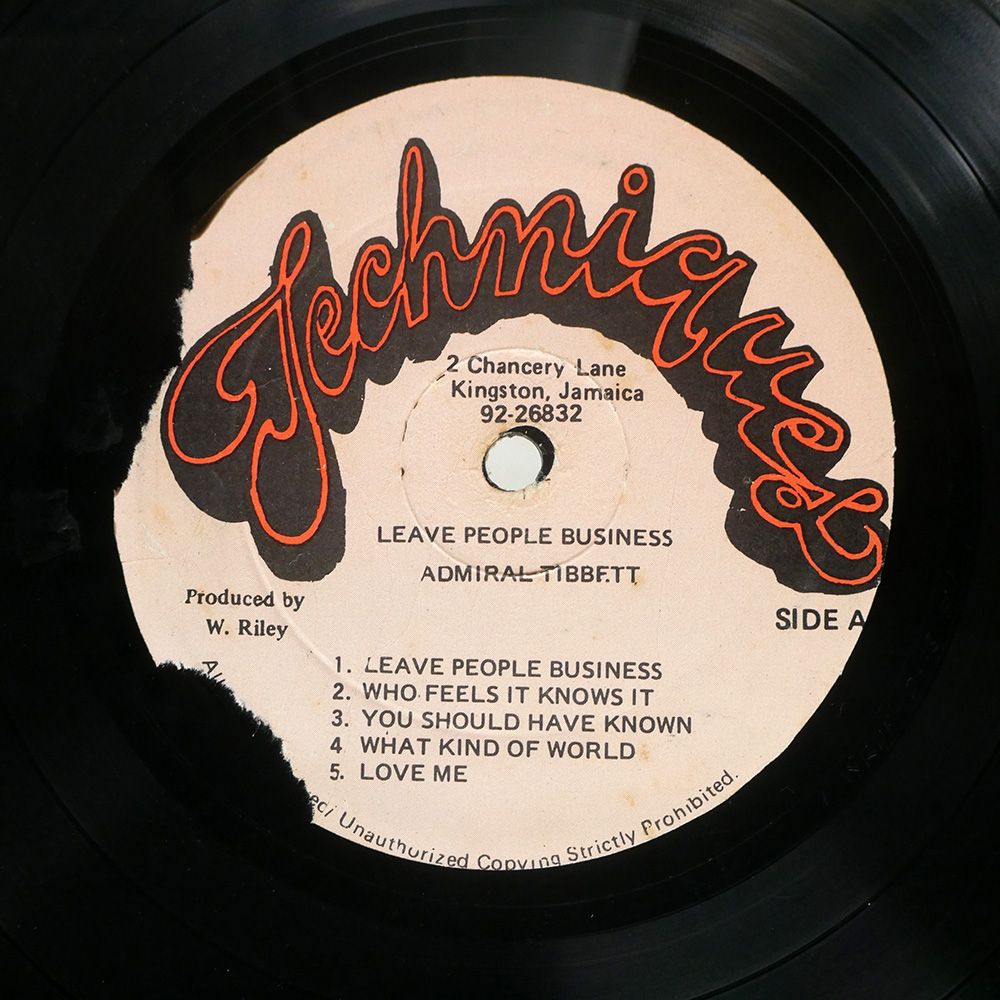 Techniques
2 Chancery Lane
Kingston, Jamaica
92-26832
LEAVE PEOPLE BUSINESS
ADMIRAL TIBBETT
Produced by
W. Riley
SIDE A
1. LEAVE PEOPLE BUSINESS
2. WHO FEELS IT KNOWS IT
3. YOU SHOULD HAVE KNOWN
4 WHAT KIND OF WORLD
5. LOVE ME
Unauthorized Copying Strictly Prohibited.